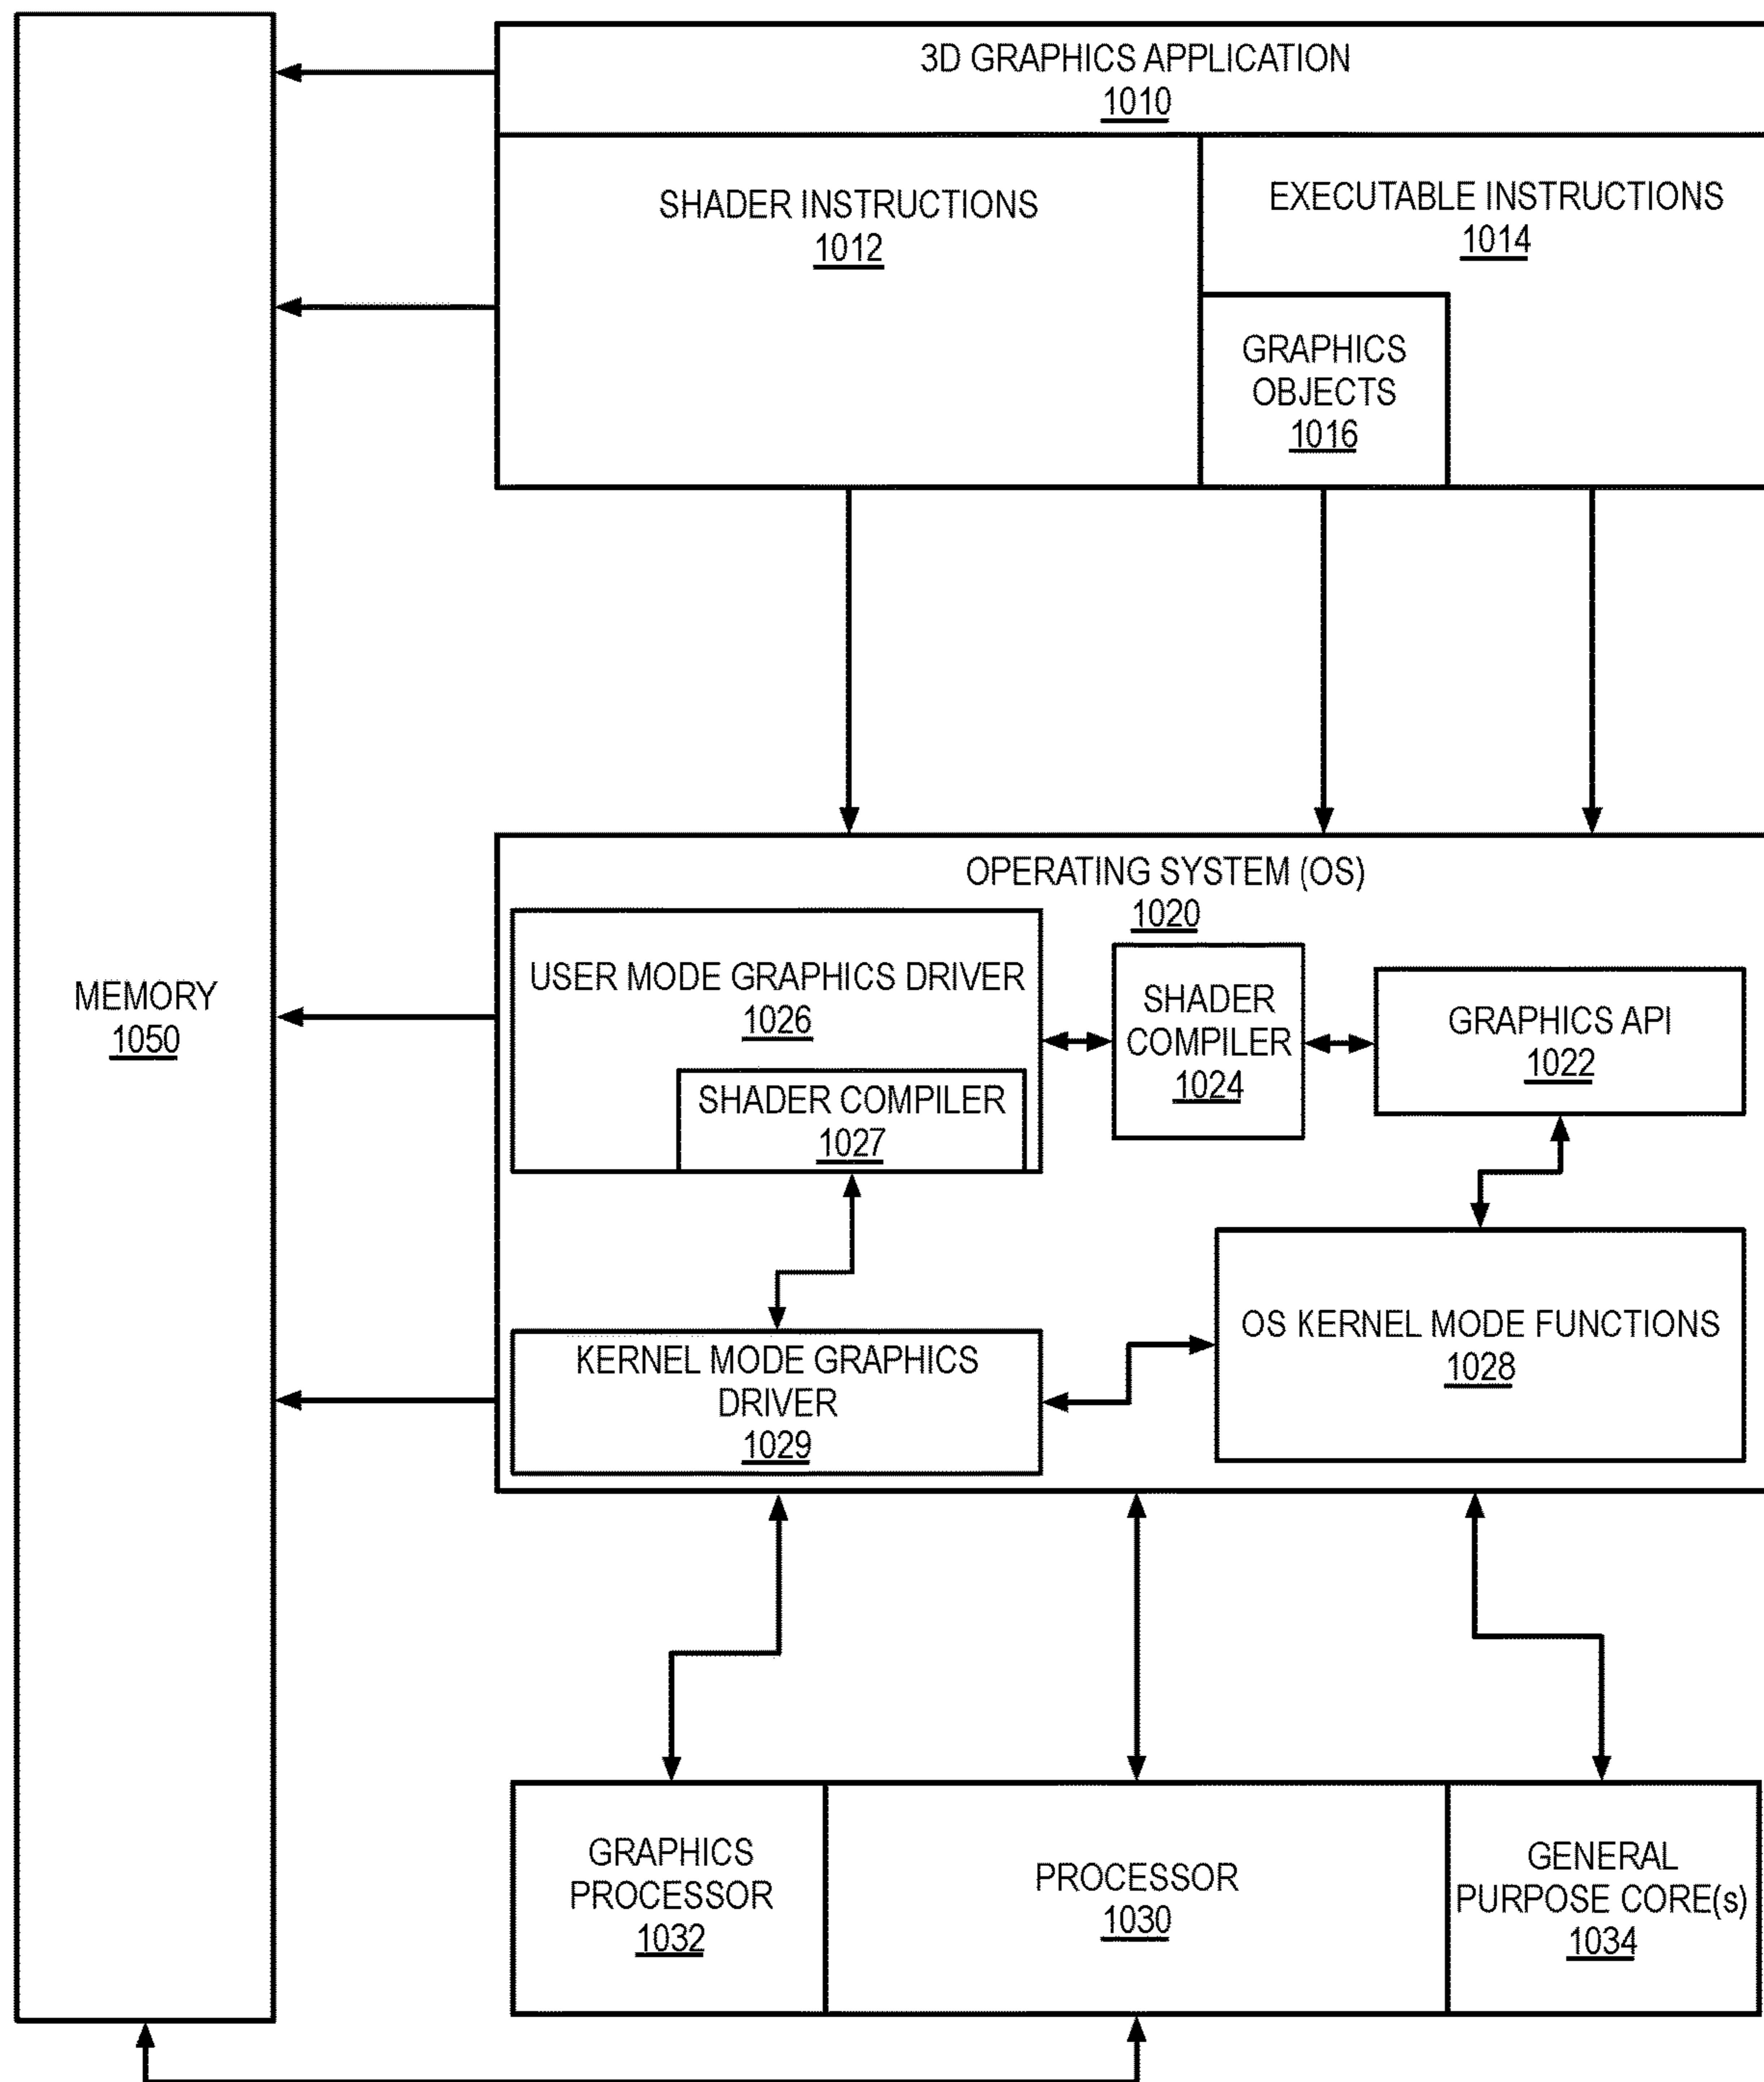 3D GRAPHICS APPLICATION
1010
SHADER INSTRUCTIONS
1012
EXECUTABLE INSTRUCTIONS
1014
GRAPHICS
OBJECTS
1016
MEMORY
1050
OPERATING SYSTEM (OS)
1020
USER MODE GRAPHICS DRIVER
1026
SHADER COMPILER
1027
SHADER
COMPILER
1024
GRAPHICS API
1022
KERNEL MODE GRAPHICS
DRIVER
1029
OS KERNEL MODE FUNCTIONS
1028
GRAPHICS
PROCESSOR
1032
PROCESSOR
1030
GENERAL
PURPOSE CORE(s)
1034